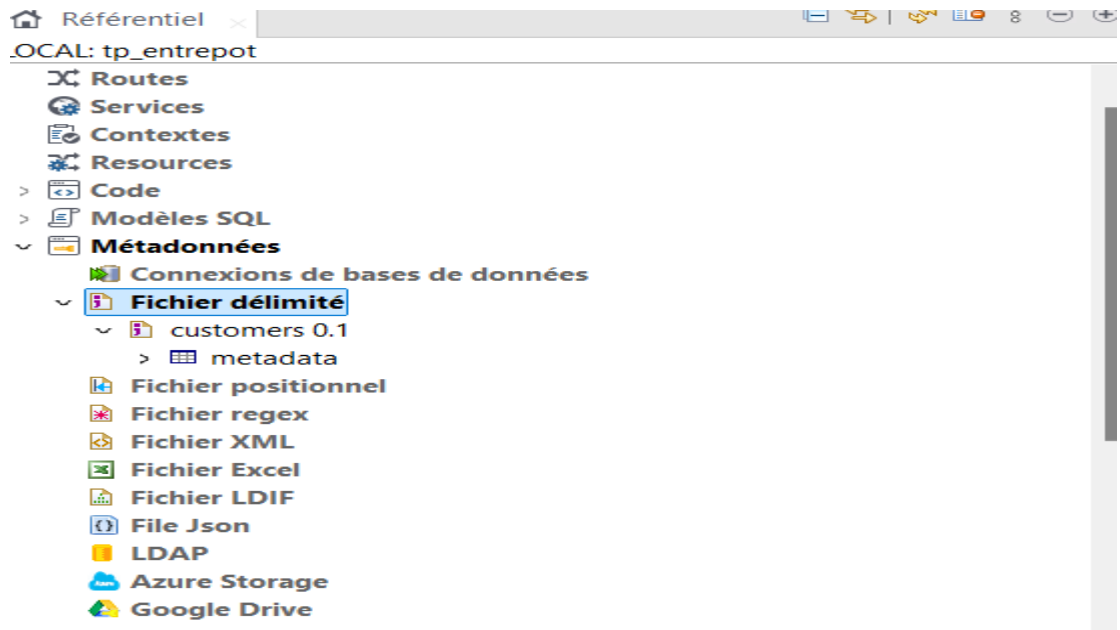 Référentiel
LOCAL: tp_entrepot
Routes
Services
Contextes
Resources
Code
Modèles SQL
Métadonnées
Connexions de bases de données
Fichier délimité
customers 0.1
metadata
Fichier positionnel
Fichier regex
Fichier XML
Fichier Excel
Fichier LDIF
File Json
LDAP
Azure Storage
Google Drive